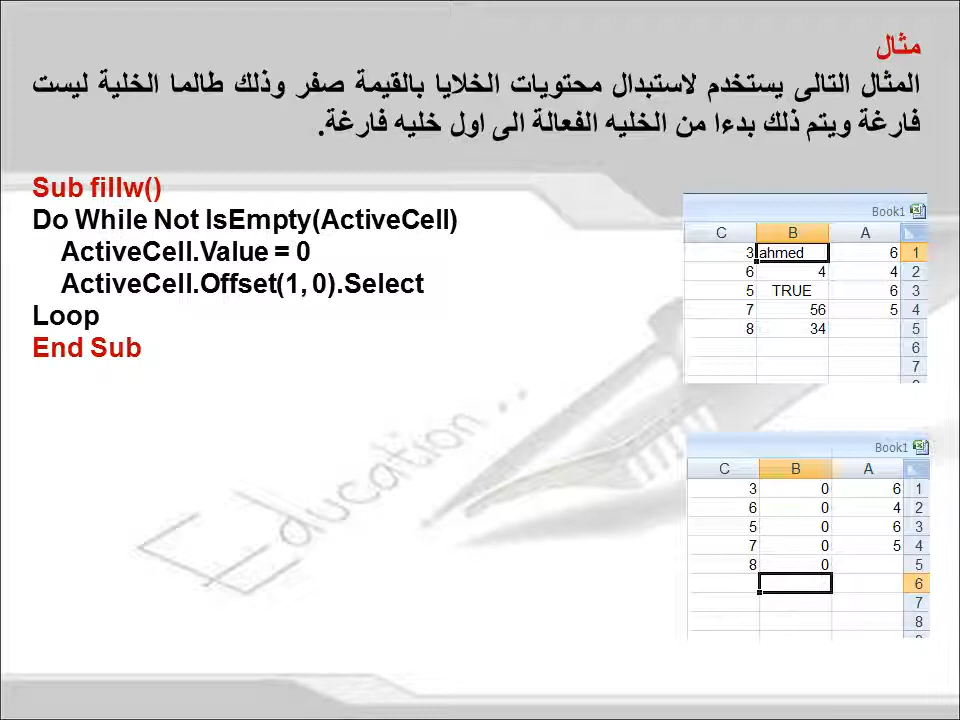 مثال
المثال التالى يستخدم لاستبدال محتويات الخلايا بالقيمة صفر وذلك طالما الخلية ليست
فارغة ويتم ذلك بدءا من الخليه الفعالة الى اول خليه فارغة.
Sub fillw()
Do While Not IsEmpty(ActiveCell)
ActiveCell.Value = 0
ActiveCell.Offset(1, 0).Select
Loop
End Sub
Book1
C B A
3 ahmed 6 1
6 4 4 2
5 TRUE 6 3
7 56 5 4
8 34 5
6
7
Book1
C B A
3 0 6 1
6 0 4 2
5 0 6 3
7 0 5 4
8 0 5
6
7
8
Education ..